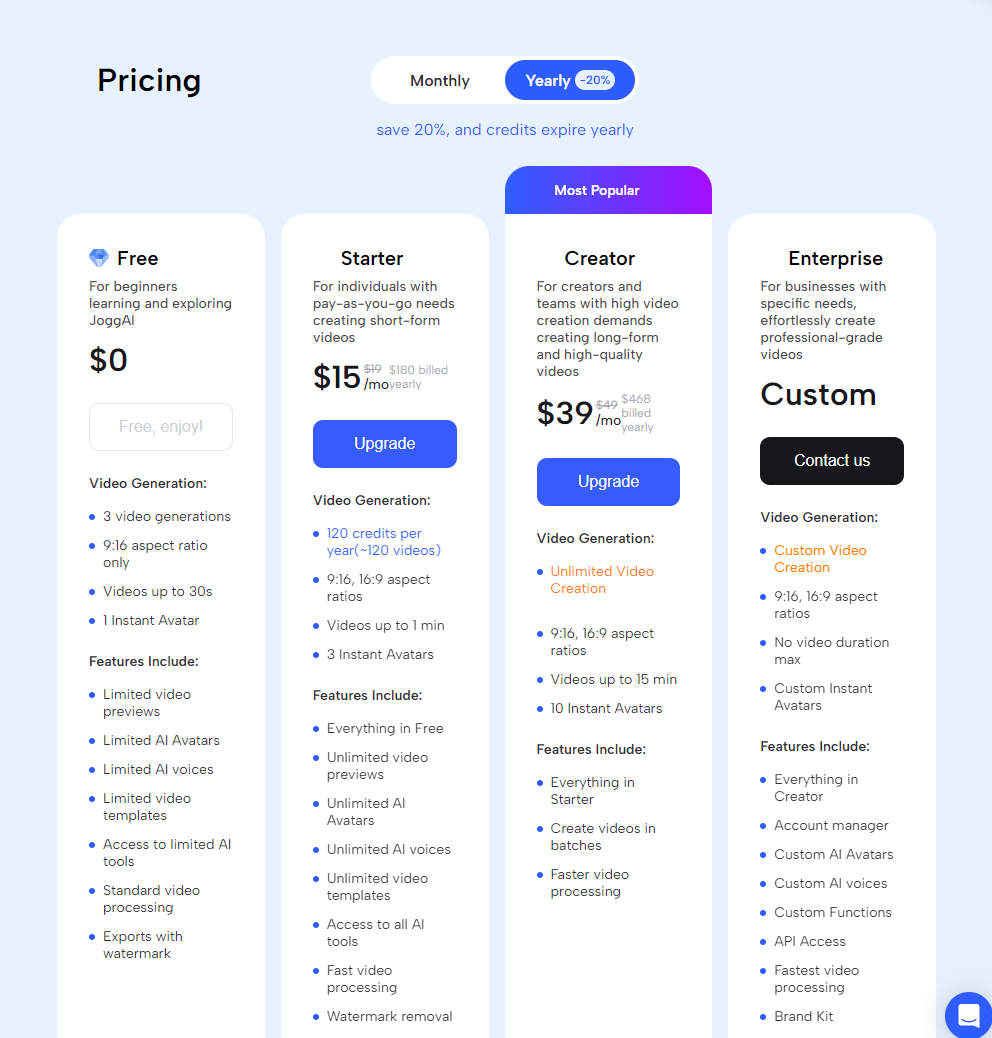 Pricing
Monthly
Yearly -20%
save 20%, and credits expire yearly
Free
For beginners
learning and exploring
JoggAI
$0
Free, enjoy!
Video Generation:
3 video generations
9:16 aspect ratio
only
Videos up to 30s
1 Instant Avatar
Features Include:
Limited video
previews
Limited AI Avatars
Limited AI voices
Limited video
templates
Access to limited AI
tools
Standard video
processing
Exports with
watermark
Starter
For individuals with
pay-as-you-go needs
creating short-form
videos
$15 $19 /mo $180 billed
yearly
Upgrade
Video Generation:
120 credits per
year(~120 videos)
9:16, 16:9 aspect
ratios
Videos up to 1 min
3 Instant Avatars
Features Include:
Everything in Free
Unlimited video
previews
Unlimited AI
Avatars
Unlimited AI voices
Unlimited video
templates
Access to all AI
tools
Fast video
processing
Watermark removal
Most Popular
Creator
For creators and
teams with high video
creation demands
creating long-form
and high-quality
videos
$39 $49 /mo $468
billed
yearly
Upgrade
Video Generation:
Unlimited Video
Creation
9:16, 16:9 aspect
ratios
Videos up to 15 min
10 Instant Avatars
Features Include:
Everything in
Starter
Create videos in
batches
Faster video
processing
Enterprise
For businesses with
specific needs,
effortlessly create
professional-grade
videos
Custom
Contact us
Video Generation:
Custom Video
Creation
9:16, 16:9 aspect
ratios
No video duration
max
Custom Instant
Avatars
Features Include:
Everything in
Creator
Account manager
Custom AI Avatars
Custom AI voices
Custom Functions
API Access
Fastest video
processing
Brand Kit